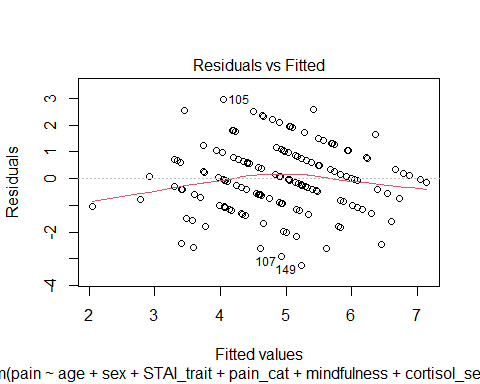 Residuals vs Fitted
3
2
1
0
-2
-4
Residuals
105
107
149
2 3 4 5 6 7
Fitted values
m(pain ~ age + sex + STAI_trait + pain_cat + mindfulness + cortisol_se